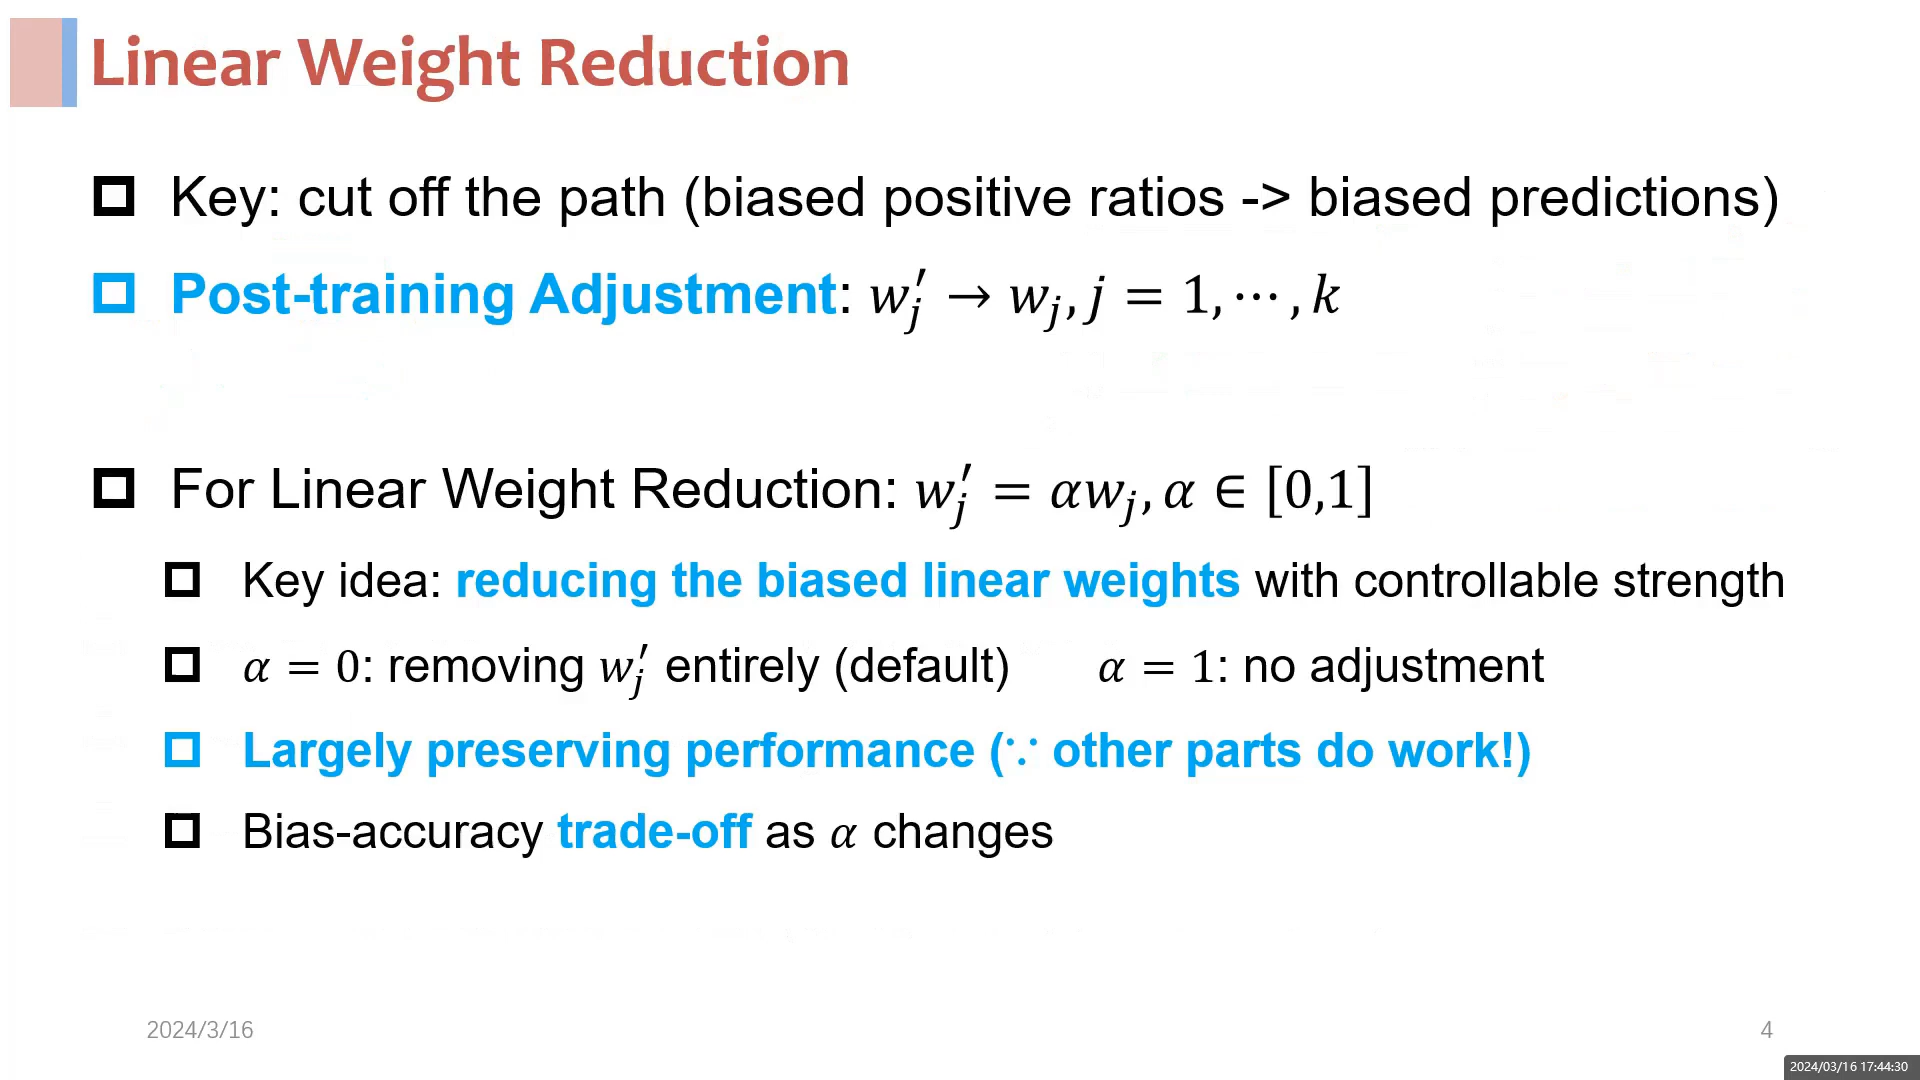 Linear Weight Reduction
Key: cut off the path (biased positive ratios -> biased predictions)
Post-training Adjustment: w′ⱼ → wⱼ, j = 1, ⋯ , k
For Linear Weight Reduction: w′ⱼ = αwⱼ, α ∈ [0,1]
Key idea: reducing the biased linear weights with controllable strength
α = 0: removing w′ⱼ entirely (default) α = 1: no adjustment
Largely preserving performance (∵ other parts do work!)
Bias-accuracy trade-off as α changes
2024/3/16
4
2024/03/16 17:44:30